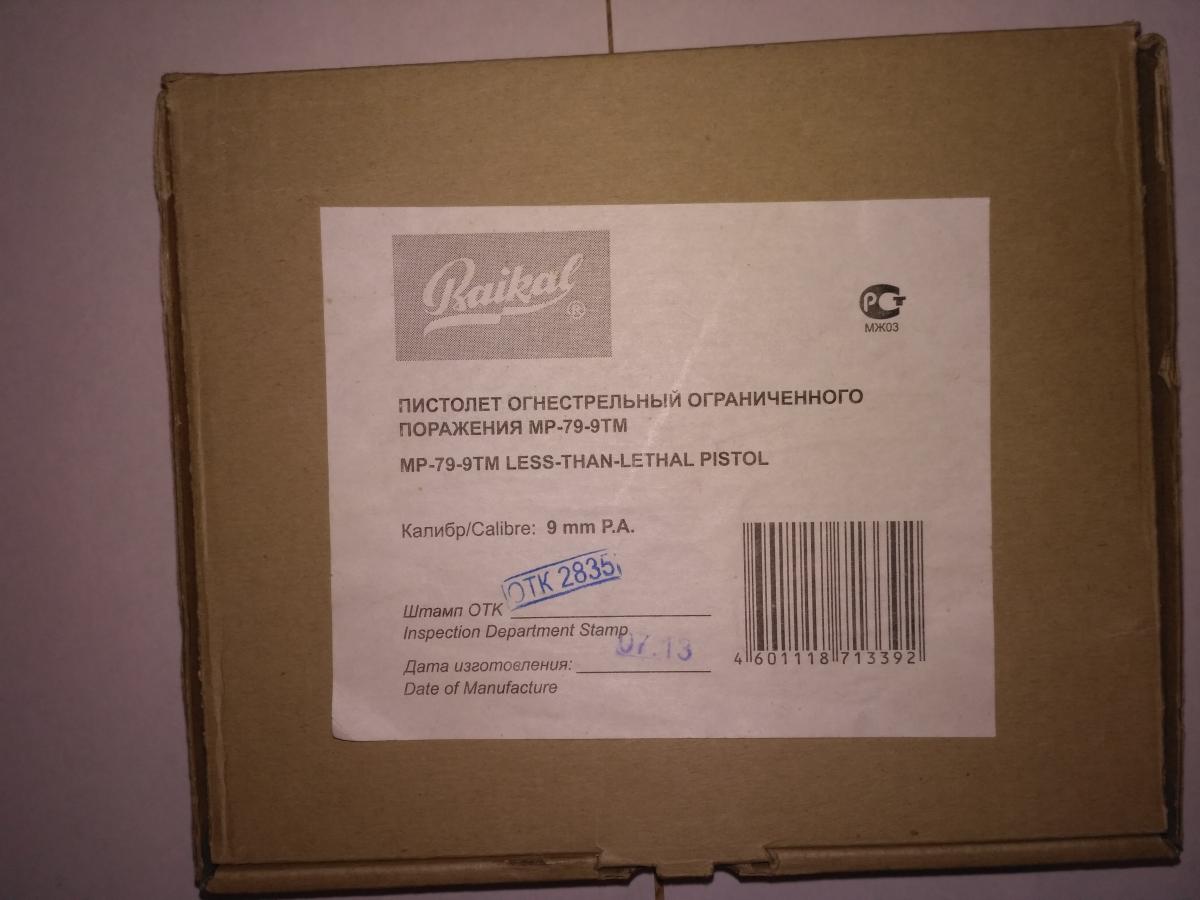 Baikal ®
РСТ
МЖ03
ПИСТОЛЕТ ОГНЕСТРЕЛЬНЫЙ ОГРАНИЧЕННОГО
ПОРАЖЕНИЯ МР-79-9ТМ
MP-79-9TM LESS-THAN-LETHAL PISTOL
Калибр/Calibre: 9 mm P.A.
ОТК 2835
Штамп ОТК
Inspection Department Stamp
07.13
Дата изготовления:
Date of Manufacture
4 601118 713392